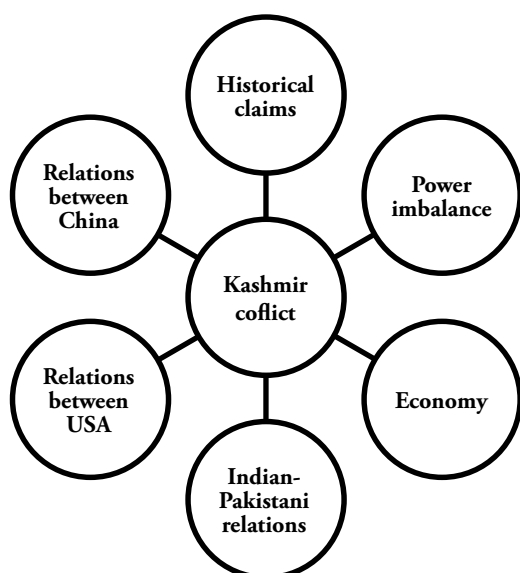 Historical
claims
Relations
between
China
Power
imbalance
Kashmir
coflict
Relations
between
USA
Economy
Indian-
Pakistani
relations